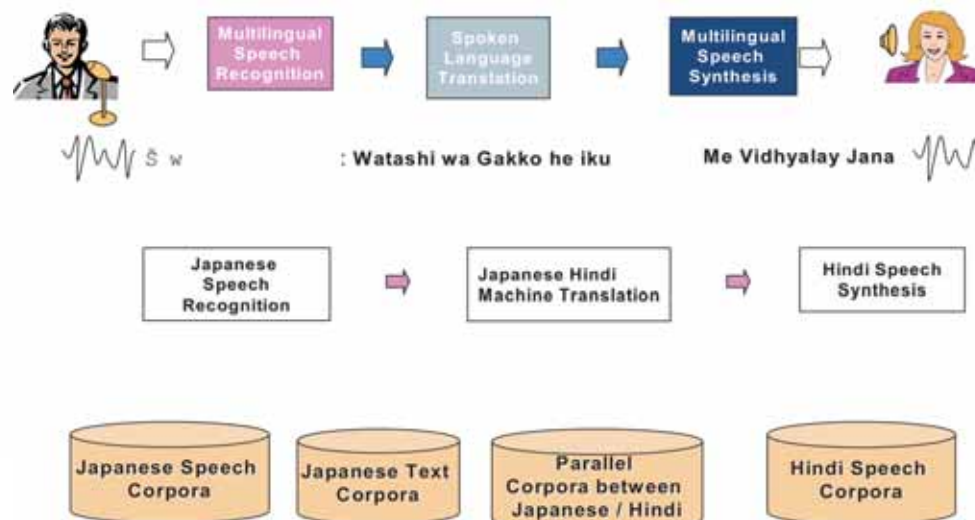 Multilingual
Speech
Recognition
Spoken
Language
Translation
Multilingual
Speech
Synthesis
Š w
: Watashi wa Gakko he iku
Me Vidhyalay Jana
Japanese
Speech
Recognition
Japanese Hindi
Machine Translation
Hindi Speech
Synthesis
Japanese Speech
Corpora
Japanese Text
Corpora
Parallel
Corpora between
Japanese / Hindi
Hindi Speech
Corpora